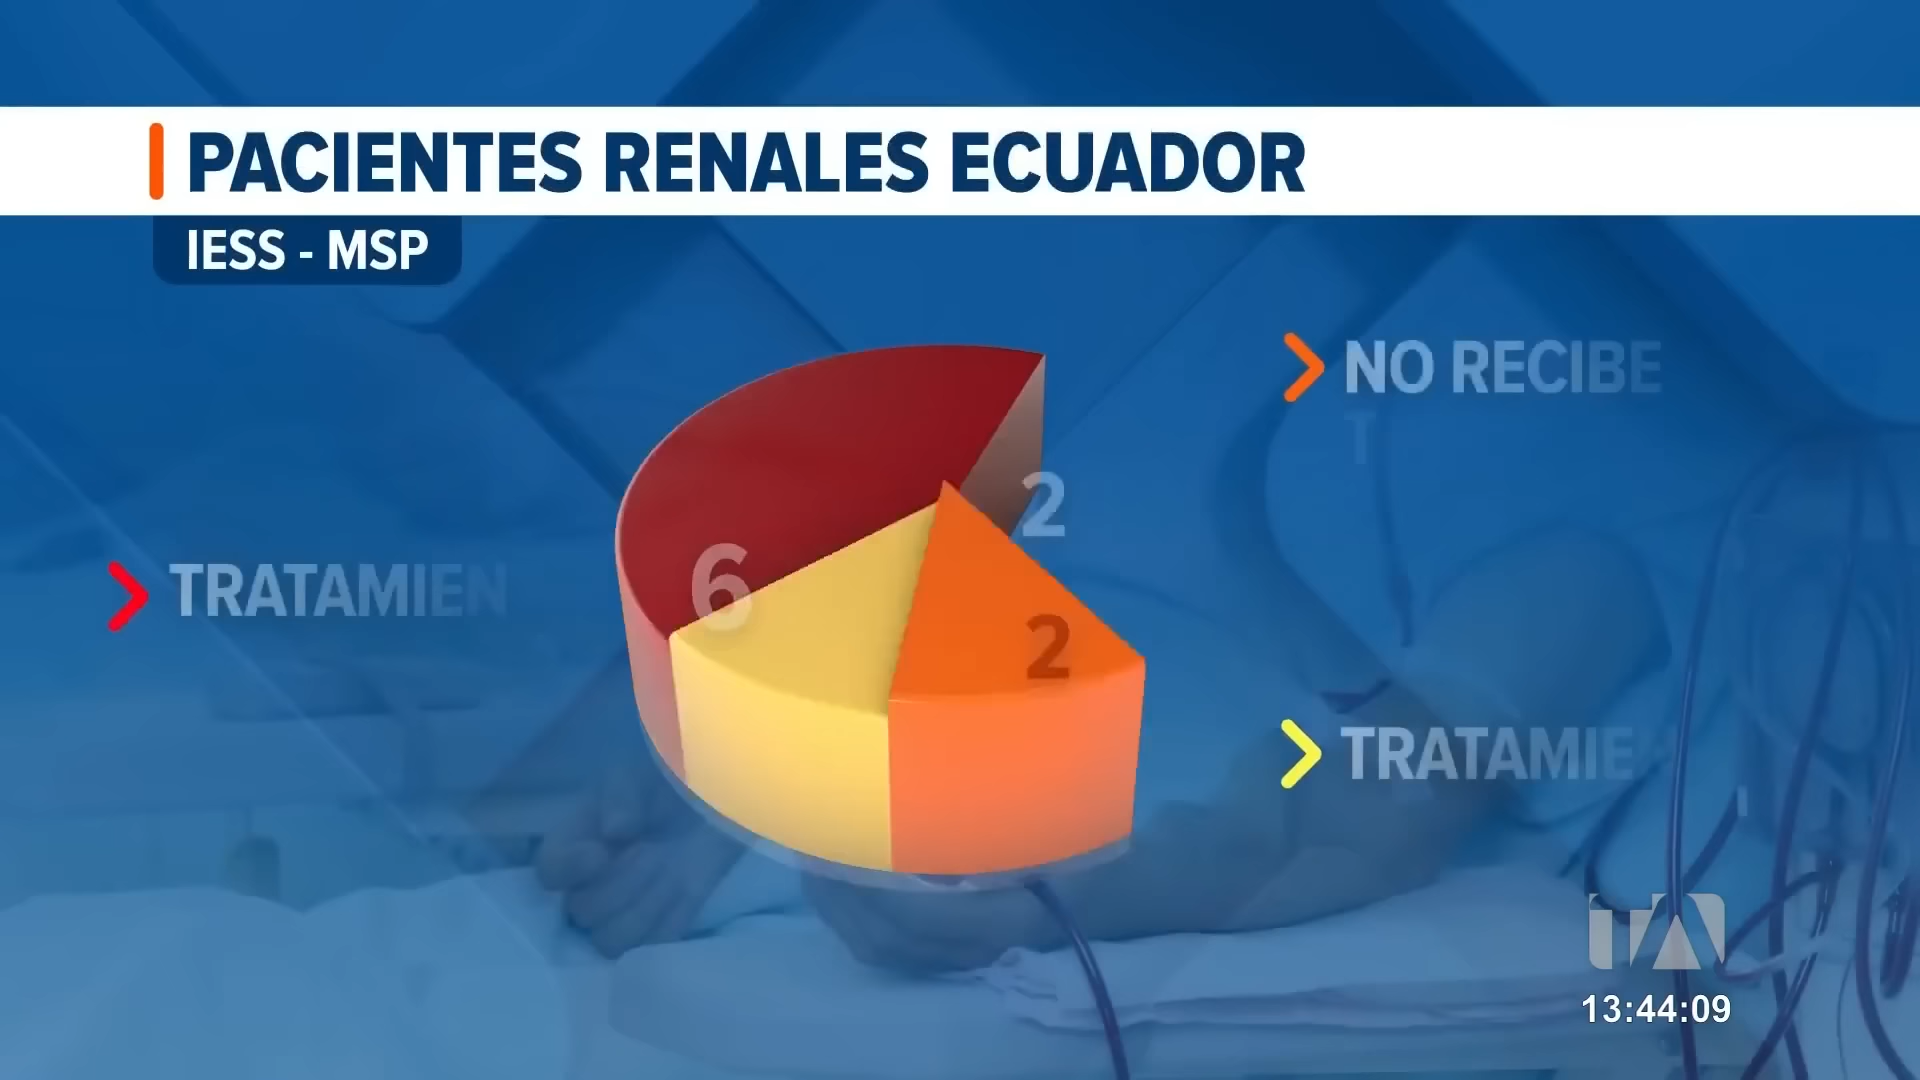 PACIENTES RENALES ECUADOR
IESS - MSP
NO RECIBE
T
2
6
TRATAMIEN
2
TRATAMIE
13:44:09